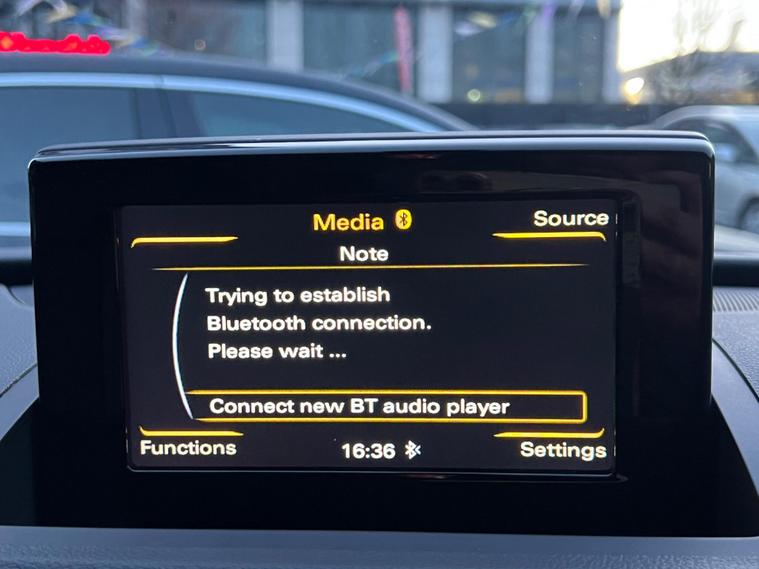 Media
Source
Note
Trying to establish
Bluetooth connection.
Please wait ...
Connect new BT audio player
Functions
16:36
Settings